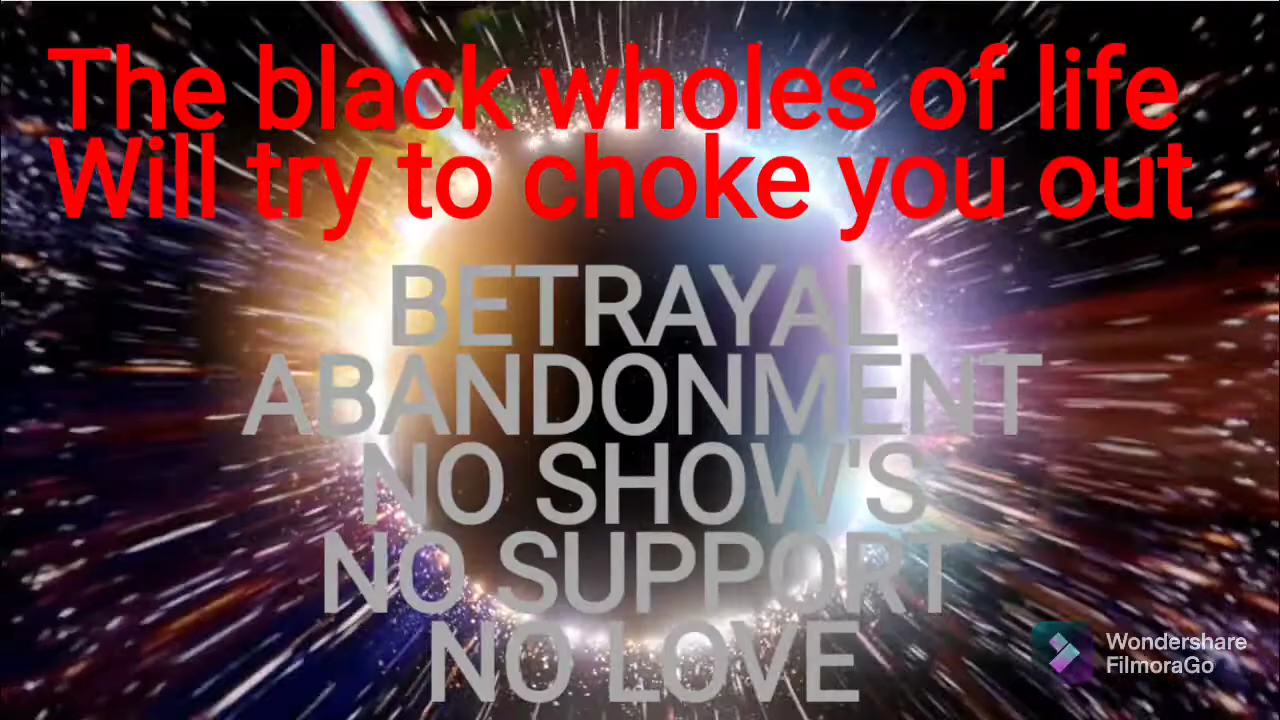 The black wholes of life
Will try to choke you out
BETRAYAL
ABANDONMENT
NO SHOW'S
NO SUPPORT
NO LOVE
Wondershare
FilmoraGo